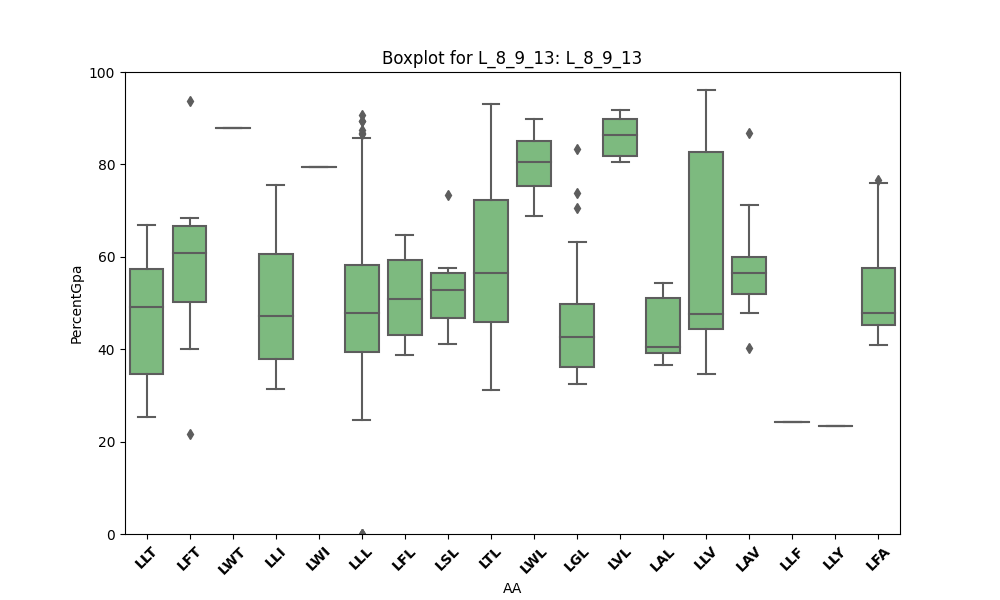 Boxplot for L_8_9_13: L_8_9_13
100
80
60
40
20
0
PercentGpa
LLT LFT LWT LLI LWI LLL LFL LSL LTL LWL LGL LVL LAL LLV LAV LLF LLY LFA
AA